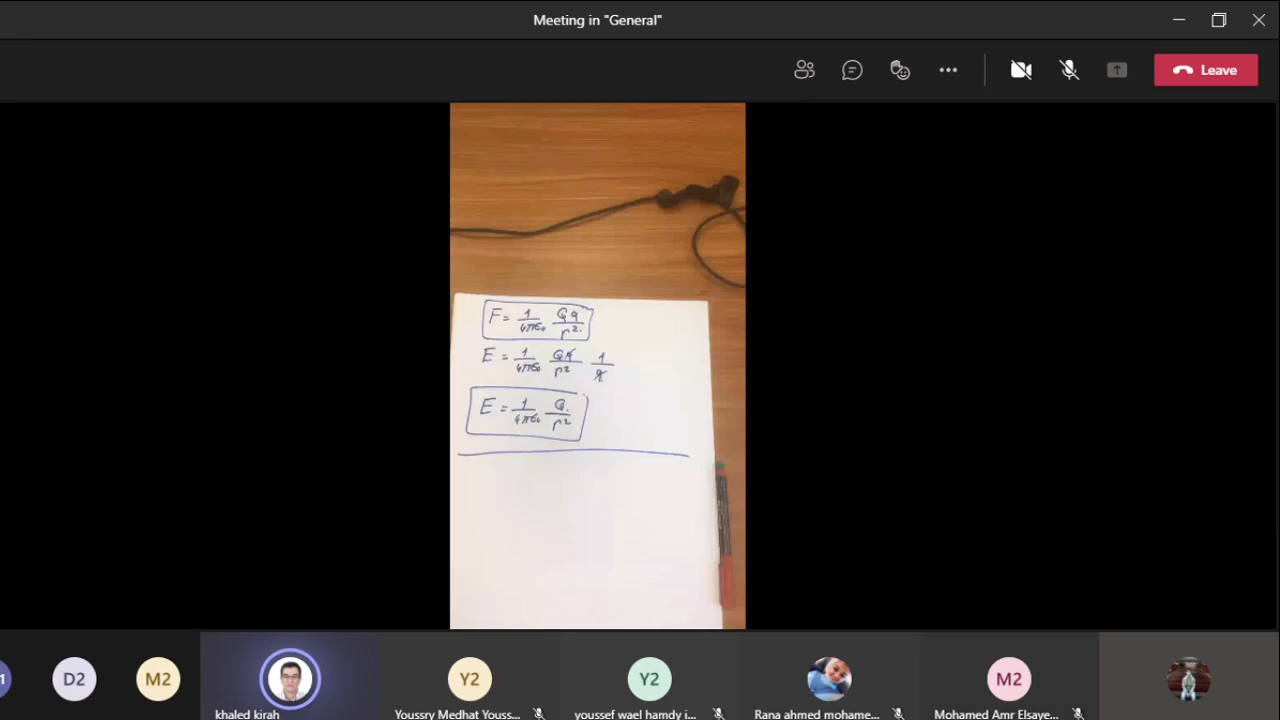 Meeting in "General"
Leave
F = 1/4πε₀ Qq/r²
E = 1/4πε₀ Qq/r² 1/q
E = 1/4πε₀ Q/r²
1
D2
M2
khaled kirah
Y2
Youssry Medhat Youss...
Y2
youssef wael hamdy i...
Rana ahmed mohame...
M2
Mohamed Amr Elsaye...